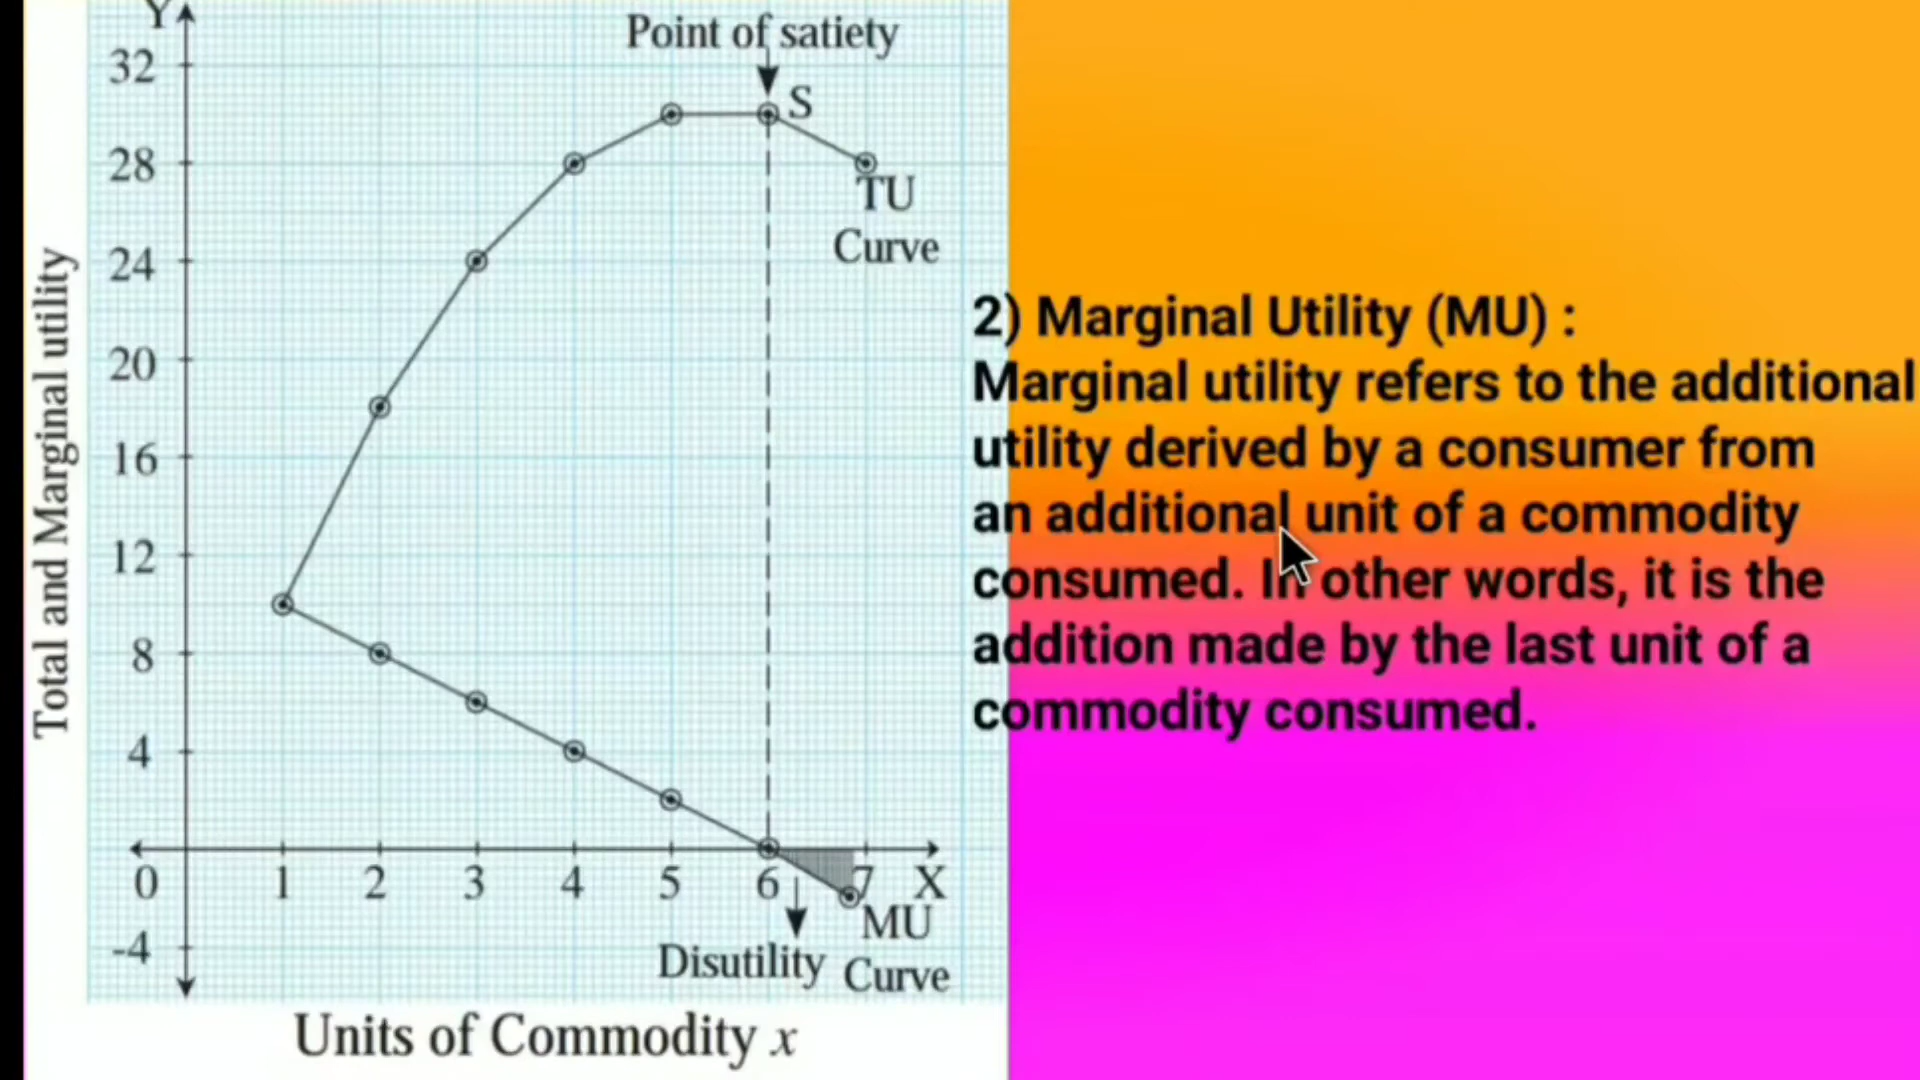 Y
Point of satiety
32
S
28
TU
Curve
24
20
16
12
8
4
0 1 2 3 4 5 6 7 X
MU
Curve
-4
Disutility
Total and Marginal utility
Units of Commodity x
2) Marginal Utility (MU) :
Marginal utility refers to the additional
utility derived by a consumer from
an additional unit of a commodity
consumed. In other words, it is the
addition made by the last unit of a
commodity consumed.